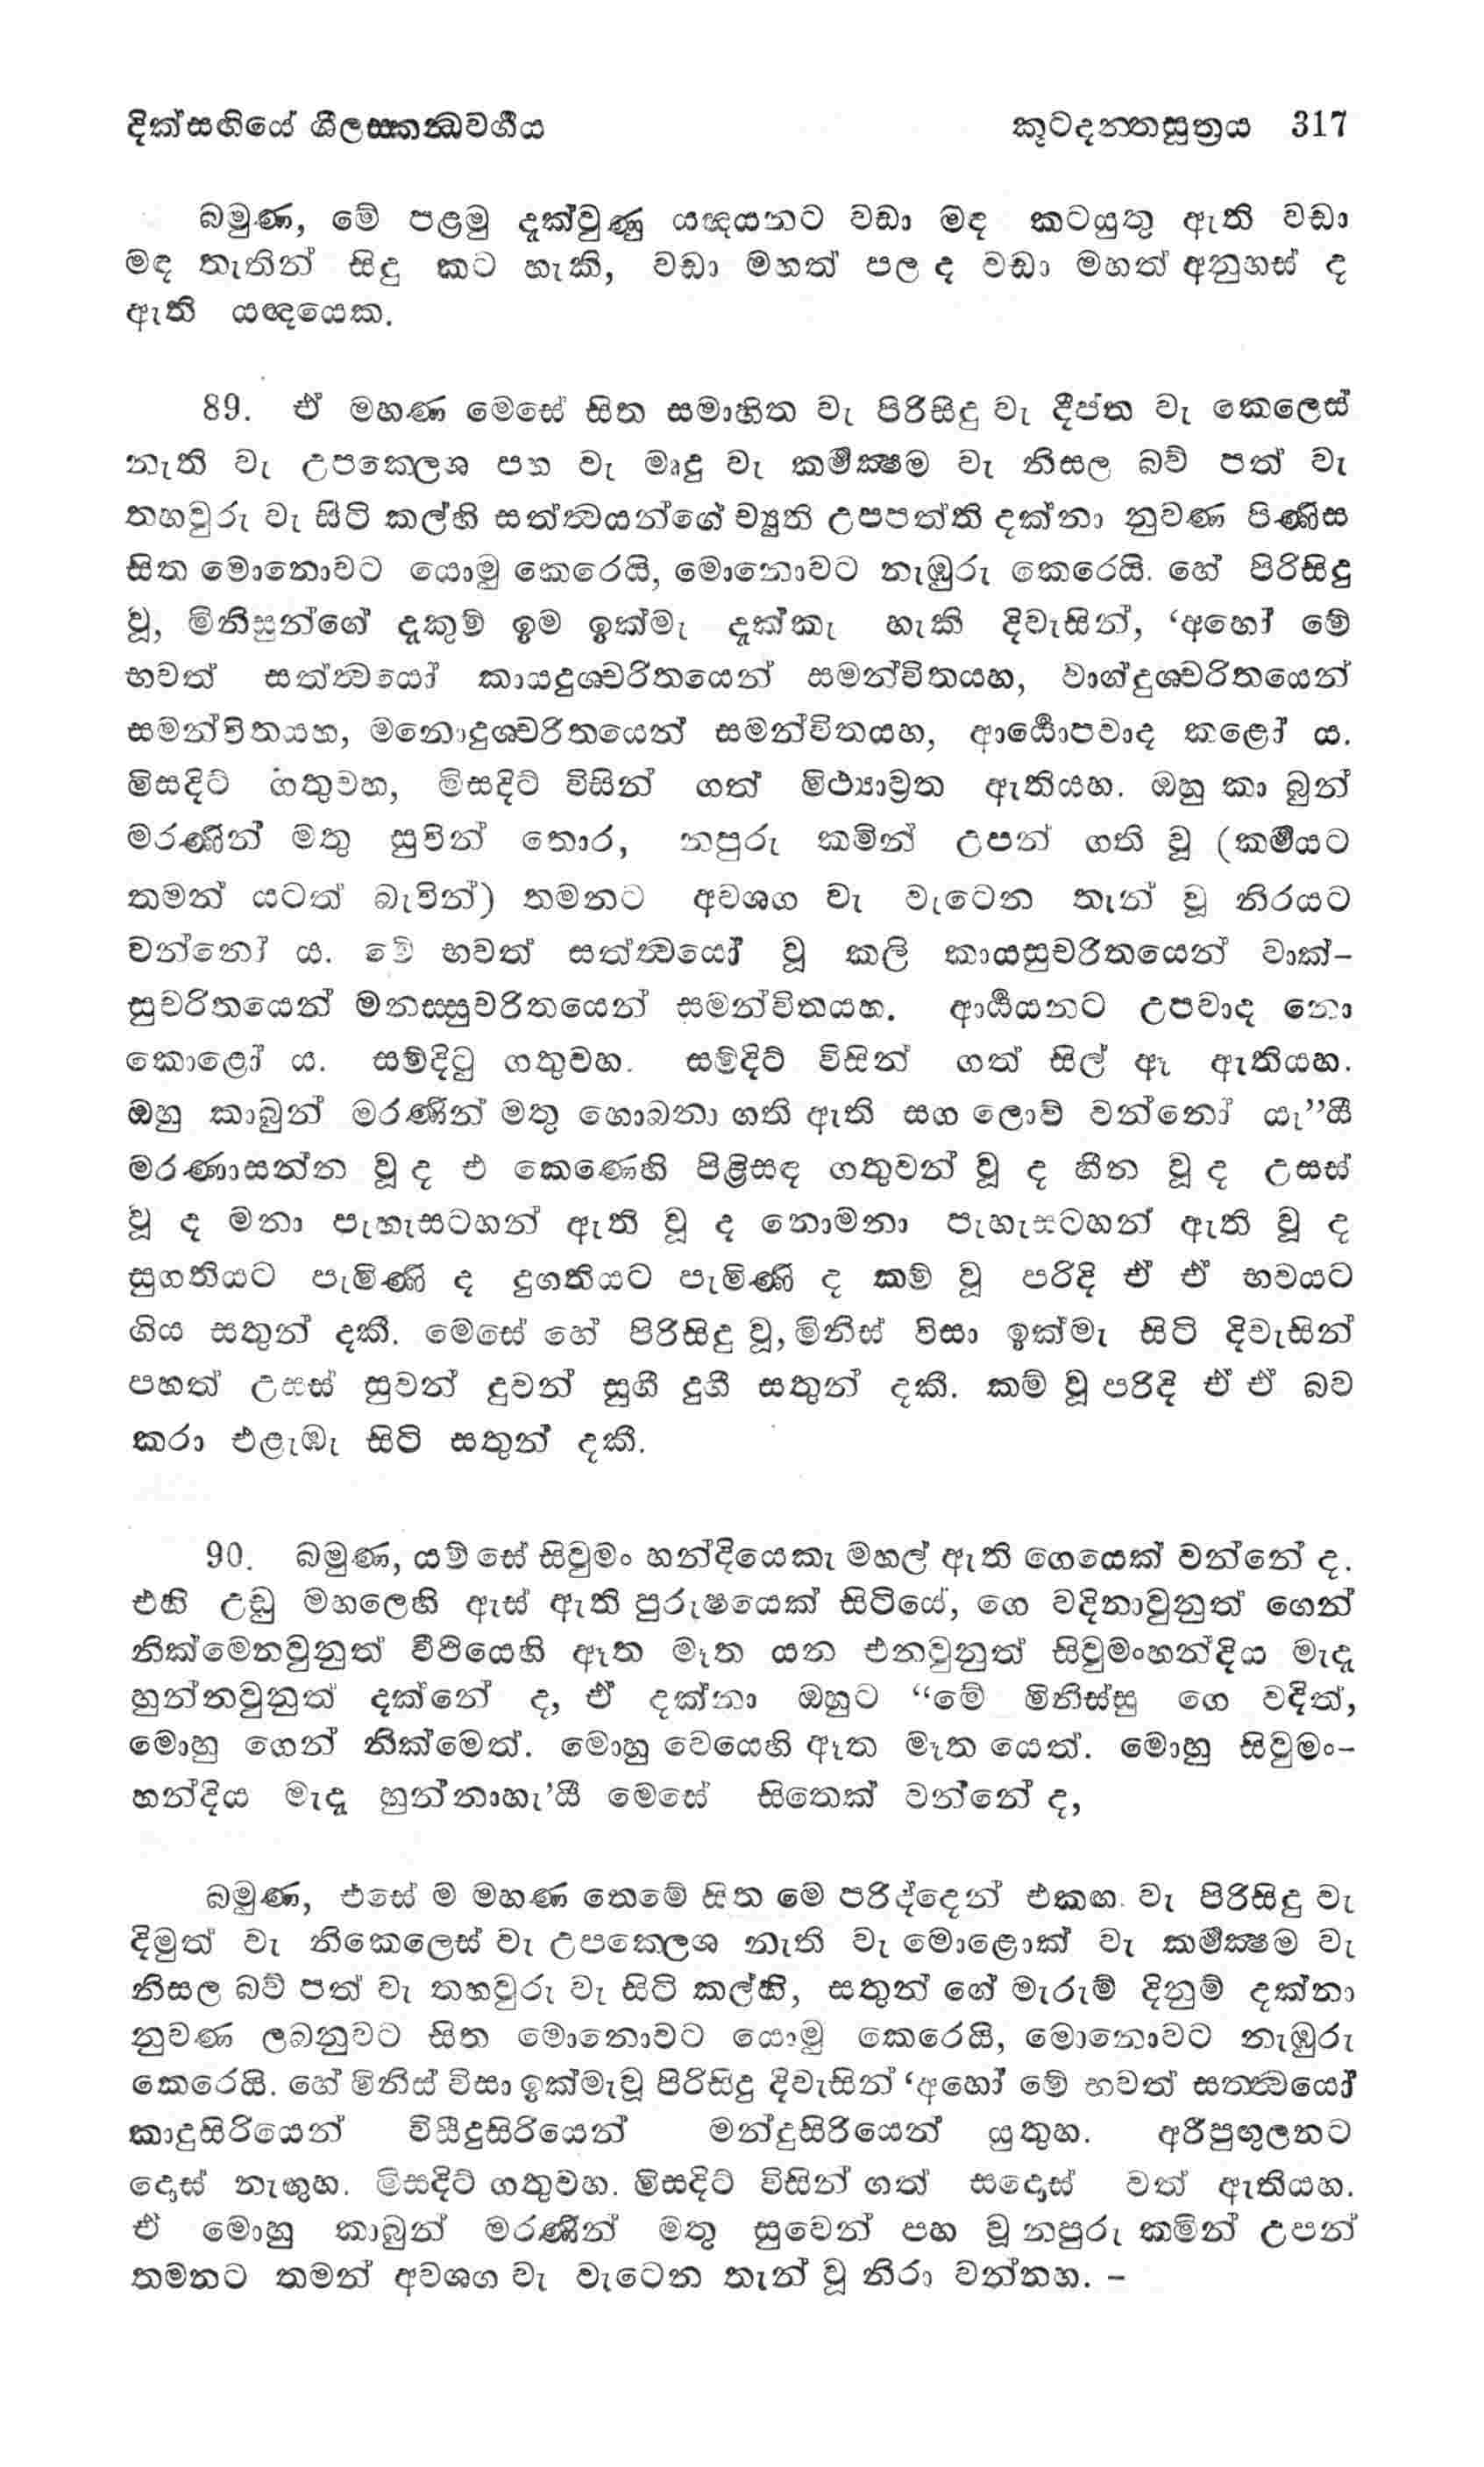 දික්සඟියේ ශීලස්කන්ධවර්ගය කූටදන්තසූත්‍රය 317
බමුණ, මේ පළමු දැක්වුණු යඥයනට වඩා මඳ කටයුතු ඇති වඩා
මඳ තැනින් සිදු කට හැකි, වඩා මහත් පල ද වඩා මහත් අනුහස් ද
ඇති යඥයෙක.
89. ඒ මහණ මෙසේ සිත සමාහිත වැ පිරිසිදු වැ දීප්ත වැ කෙලෙස්
නැති වැ උපක්ලෙශ පහ වැ මෘදු වැ කර්මක්‍ෂම වැ නිසල බව් පත් වැ
තහවුරු වැ සිටි කල්හි සත්ත්‍වයන්ගේ ච්‍යුති උපපත්ති දක්නා නුවණ පිණිස
සිත මොනොවට යොමු කෙරෙයි, මොනොවට නැඹුරු කෙරෙයි. හේ පිරිසිදු
වූ, මිනිසුන්ගේ දැකුම් ඉම ඉක්මැ දැක්කැ හැකි දිවැසින්, ‘අහෝ මේ
භවත් සත්ත්‍වයෝ කායදුශ්චරිතයෙන් සමන්විතයහ, වාග්දුශ්චරිතයෙන්
සමන්විතයහ, මනොදුශ්චරිතයෙන් සමන්විතයහ, ආර්‍ය්‍යොපවාද කළෝ ය.
මිසදිට් ගතුවහ, මිසදිට් විසින් ගත් මිථ්‍යාව්‍රත ඇතියහ. ඔහු කා බුන්
මරණින් මතු සුවින් තොර, නපුරු කමින් උපන් ගති වූ (කර්මයට
තමන් යටත් බැවින්) තමනට අවශග වැ වැටෙන තැන් වූ නිරයට
වන්නෝ ය. මේ භවත් සත්ත්‍වයෝ වූ කලි කායසුචරිතයෙන් වාක්-
සුචරිතයෙන් මනස්සුචරිතයෙන් සමන්විතයහ. ආර්‍ය්‍යයනට උපවාද නො
කොළෝ ය. සම්දිටු ගතුවහ. සම්දිටි විසින් ගත් සිල් ඈ ඇතියහ.
ඔහු කාබුන් මරණින් මතු හොබනා ගති ඇති සග ලොව් වන්නෝ යැ”යි
මරණාසන්න වූ ද එ කෙණෙහි පිළිසඳ ගතුවන් වූ ද හීන වූ ද උසස්
වූ ද මනා පැහැසටහන් ඇති වූ ද නොමනා පැහැසටහන් ඇති වූ ද
සුගතියට පැමිණි ද දුගතියට පැමිණි ද කම් වූ පරිදි ඒ ඒ භවයට
ගිය සතුන් දකී. මෙසේ හේ පිරිසිදු වූ, මිනිස් විසා ඉක්මැ සිටි දිවැසින්
පහත් උසස් සුවන් දුවන් සුගී දුගී සතුන් දකී. කම් වූ පරිදි ඒ ඒ බව
කරා එළැඹැ සිටි සතුන් දකී.
90. බමුණ, යම් සේ සිවුමං හන්දියෙකැ මහල් ඇති ගෙයෙක් වන්නේ ද.
එහි උඩු මහලෙහි ඇස් ඇති පුරුෂයෙක් සිටියේ, ගෙ වදිනාවුනුත් ගෙන්
නික්මෙනවුනුත් වීථියෙහි ඈත මෑත යන එනවුනුත් සිවුමංහන්දිය මැදැ
හුන්නවුනුත් දක්නේ ද, ඒ දක්නා ඔහුට “මේ මිනිස්සු ගෙ වදිත්,
මොහු ගෙන් නික්මෙත්. මොහු වෙයෙහි ඈත මෑත යෙත්. මොහු සිවුමං-
හන්දිය මැදැ හුන්නාහැ’යි මෙසේ සිතෙක් වන්නේ ද,
බමුණ, එසේ ම මහණ තෙමේ සිත මෙ පරිද්දෙන් එකඟ වැ පිරිසිදු වැ
දිමුත් වැ නිකෙලෙස් වැ උපක්ලෙශ නැති වැ මොළොක් වැ කර්මක්‍ෂම වැ
නිසල බව් පත් වැ තහවුරු වැ සිටි කල්හි, සතුන් ගේ මැරුම් දිනුම් දක්නා
නුවණ ලබනුවට සිත මොනොවට යොමු කෙරෙයි, මොනොවට නැඹුරු
කෙරෙයි. හේ මිනිස් විසා ඉක්මැවූ පිරිසිදු දිවැසින් ‘අහෝ මේ භවත් සත්ත්‍වයෝ
කාදුසිරියෙන් විසිදුසිරියෙන් මන්දුසිරියෙන් යුතුහ. අරීපුඟුලනට
දොස් නැඟූහ. මිසදිටි ගතුවහ. මිසදිට් විසින් ගත් සදොස් වත් ඇතියහ.
ඒ මොහු කාබුන් මරණින් මතු සුවෙන් පහ වූ නපුරු කමින් උපන්
තමනට තමන් අවශග වැ වැටෙන තැන් වූ නිරා වන්නහ. -